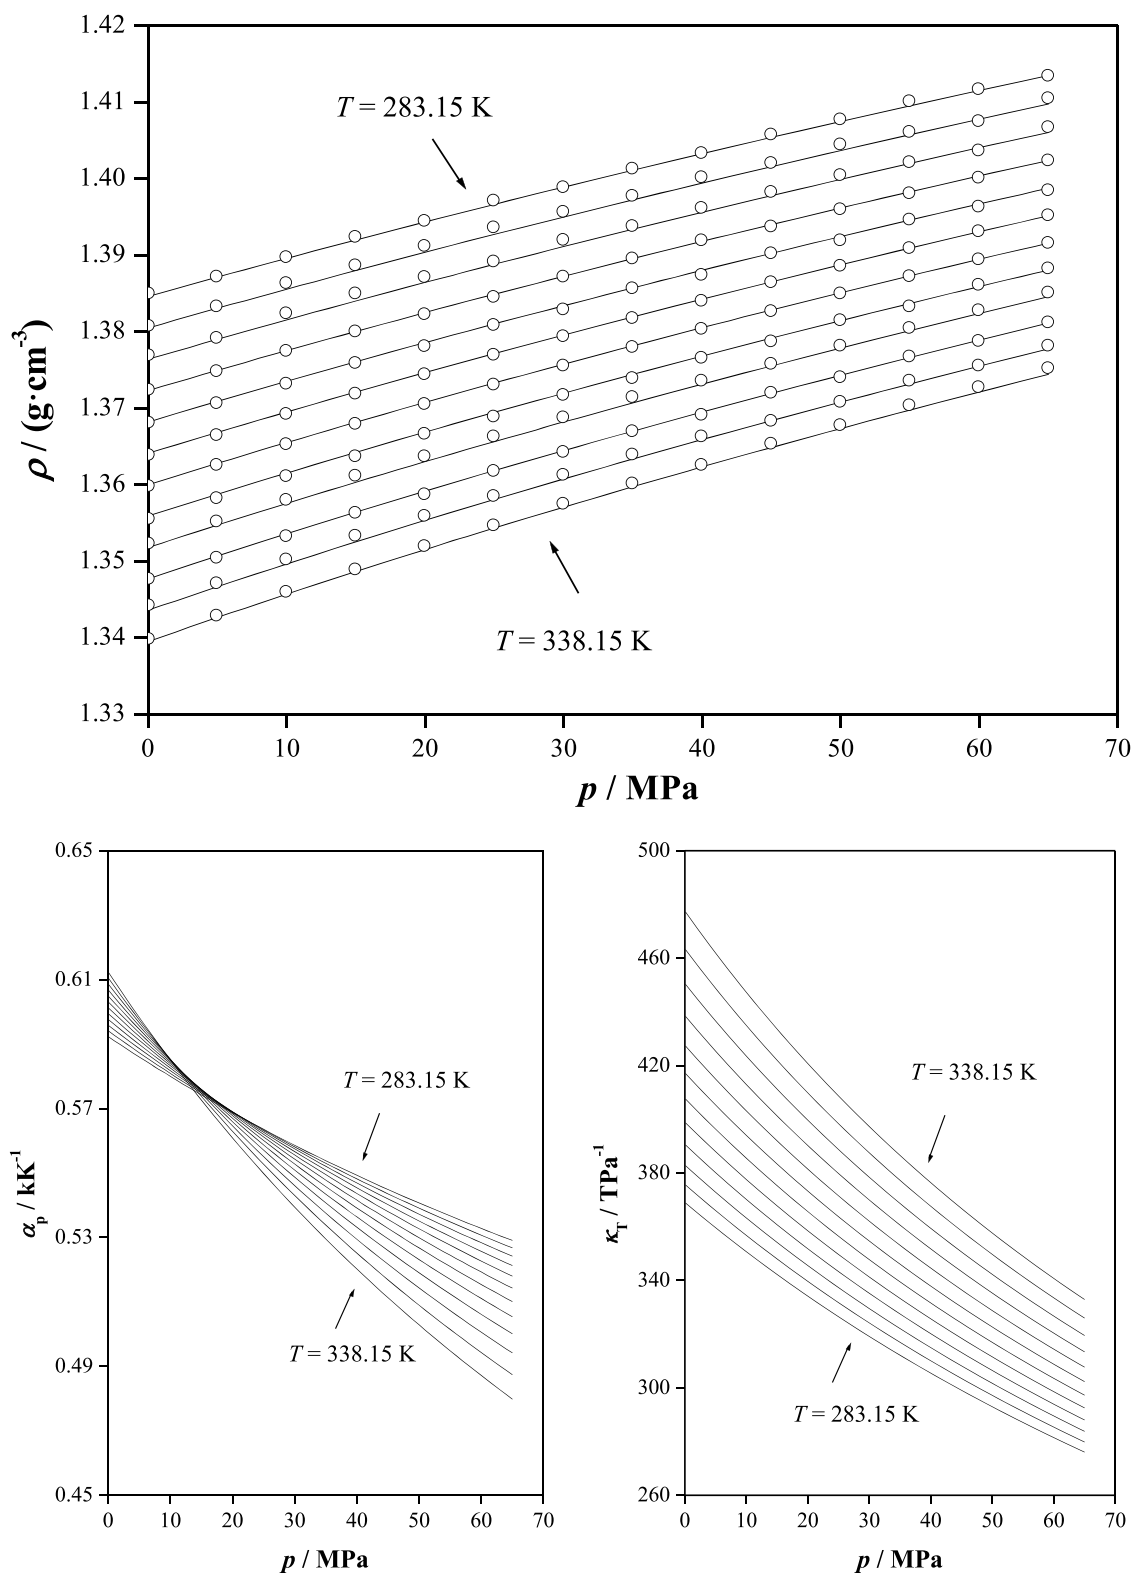 1.42
1.41
1.40
1.39
1.38
1.37
1.36
1.35
1.34
1.33
ρ / (g·cm⁻³)
T = 283.15 K
T = 338.15 K
0 10 20 30 40 50 60 70
p / MPa
0.65
0.61
0.57
0.53
0.49
0.45
αₚ / kK⁻¹
T = 283.15 K
T = 338.15 K
0 10 20 30 40 50 60 70
p / MPa
500
460
420
380
340
300
260
κT / TPa⁻¹
T = 338.15 K
T = 283.15 K
0 10 20 30 40 50 60 70
p / MPa